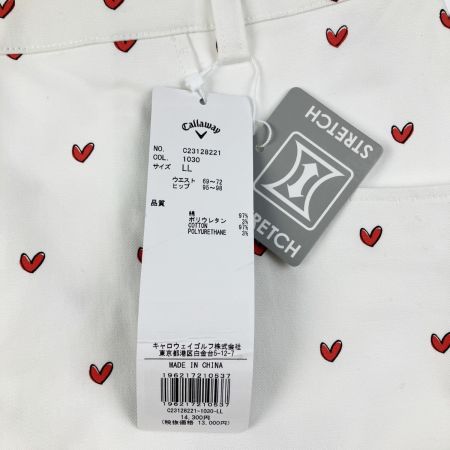 Callaway
NO. C23128221
COL. 1030
サイズ LL
ウエスト 69~72
ヒップ 96~98
品質
綿 97%
ポリウレタン 3%
COTTON 97%
POLYURETHANE 3%
キャロウェイゴルフ株式会社
東京都港区白金台5-12-7
MADE IN CHINA
196217210537
C23128221-1030-LL
14,300円
(税抜価格 13,000円)
STRETCH
STRETCH